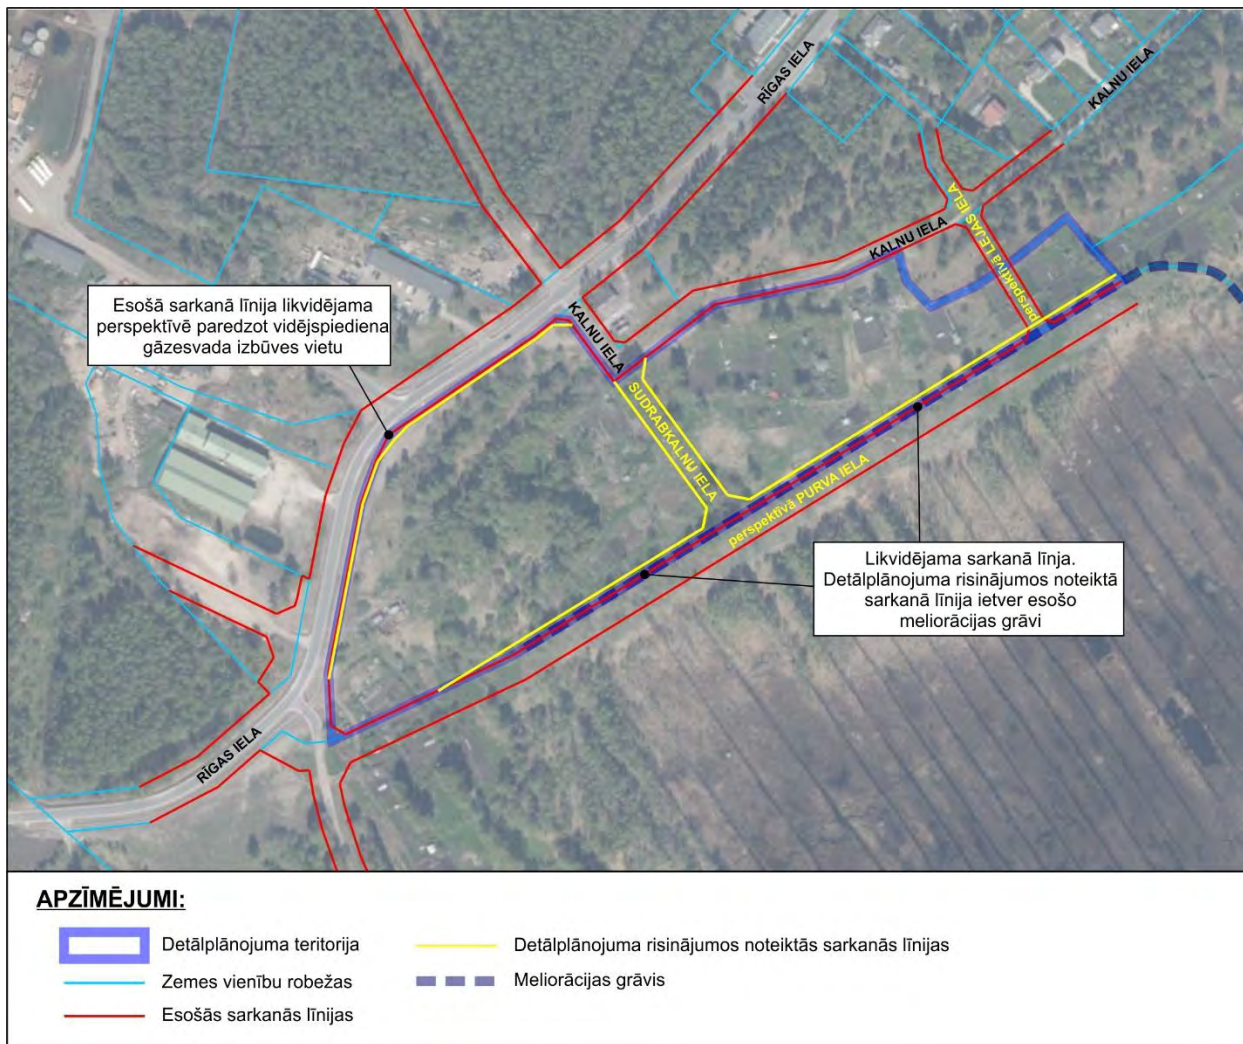 RĪGAS IELA
KALNU IELA
perspektīvā LEJAS IELA
KALNU IELA
Esošā sarkanā līnija likvidējama
perspektīvē paredzot vidējspiediena
gāzesvada izbūves vietu
KALNU IELA
SUDRABKALNU IELA
perspektīvā PURVA IELA
Likvidējama sarkanā līnja.
Detālplānojuma risinājumos noteiktā
sarkanā līnija ietver esošo
meliorācijas grāvi
RĪGAS IELA
APZĪMĒJUMI:
Detālplānojuma teritorija
Detālplānojuma risinājumos noteiktās sarkanās līnijas
Zemes vienību robežas
Meliorācijas grāvis
Esošās sarkanās līnijas